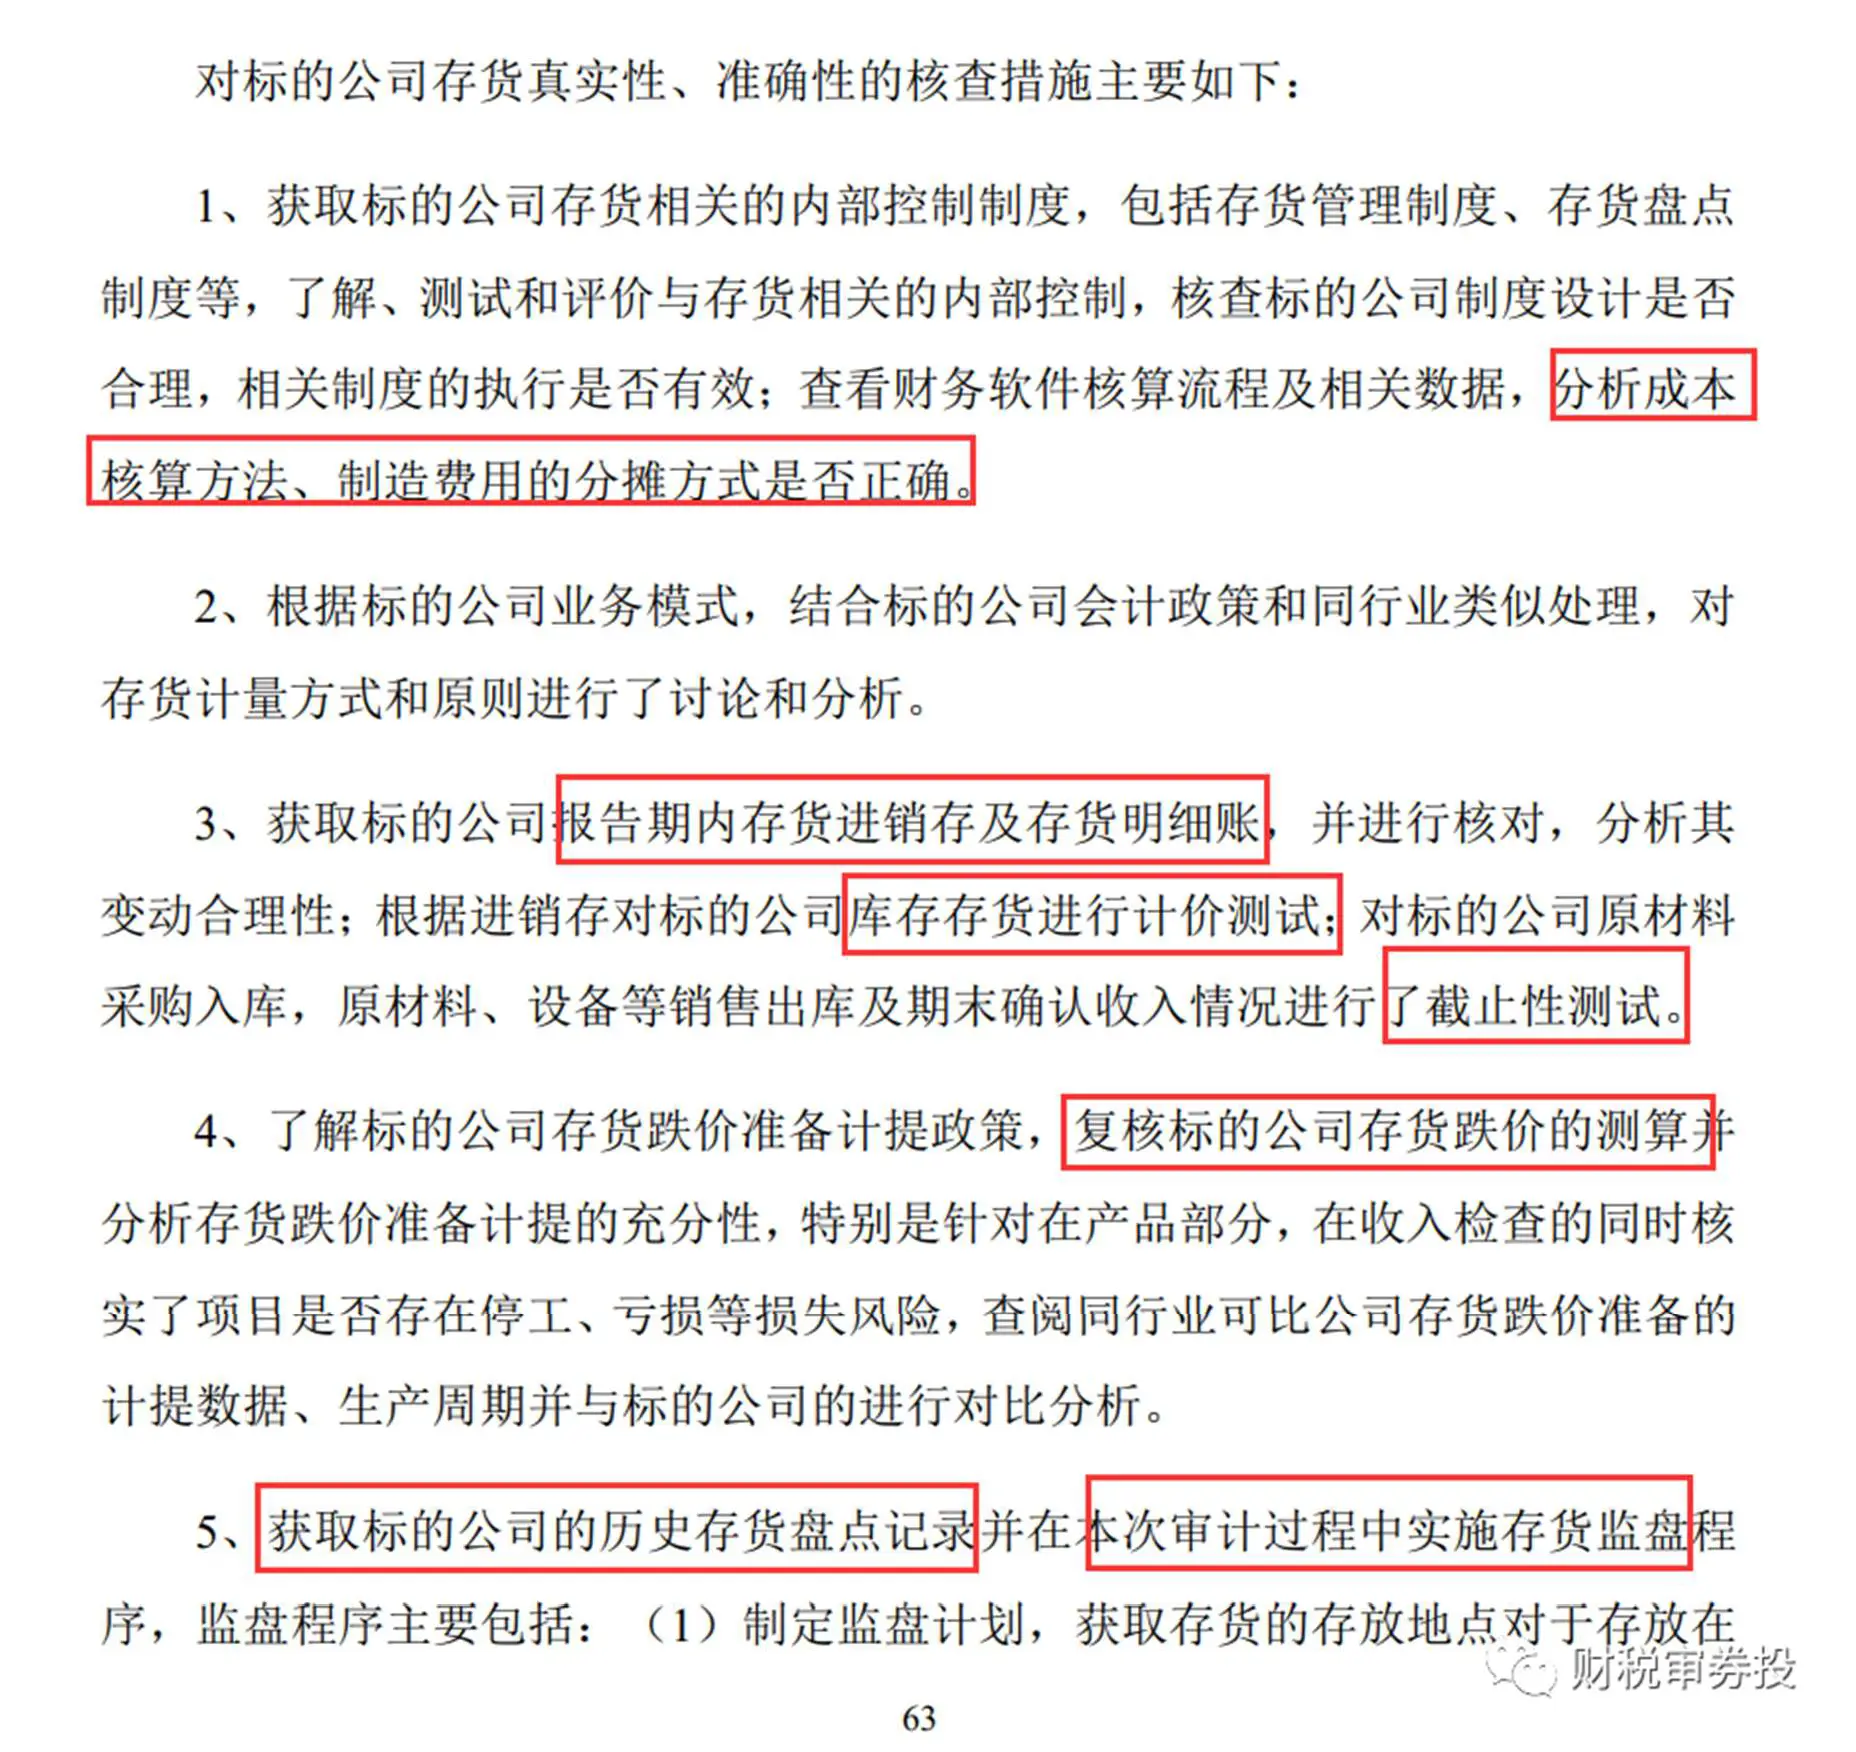 对标的公司存货真实性、准确性的核查措施主要如下：
1、获取标的公司存货相关的内部控制制度，包括存货管理制度、存货盘点
制度等，了解、测试和评价与存货相关的内部控制，核查标的公司制度设计是否
合理，相关制度的执行是否有效；查看财务软件核算流程及相关数据，分析成本
核算方法、制造费用的分摊方式是否正确。
2、根据标的公司业务模式，结合标的公司会计政策和同行业类似处理，对
存货计量方式和原则进行了讨论和分析。
3、获取标的公司报告期内存货进销存及存货明细账，并进行核对，分析其
变动合理性；根据进销存对标的公司库存存货进行计价测试；对标的公司原材料
采购入库，原材料、设备等销售出库及期末确认收入情况进行了截止性测试。
4、了解标的公司存货跌价准备计提政策，复核标的公司存货跌价的测算并
分析存货跌价准备计提的充分性，特别是针对在产品部分，在收入检查的同时核
实了项目是否存在停工、亏损等损失风险，查阅同行业可比公司存货跌价准备的
计提数据、生产周期并与标的公司的进行对比分析。
5、获取标的公司的历史存货盘点记录并在本次审计过程中实施存货监盘程
序，监盘程序主要包括：（1）制定监盘计划，获取存货的存放地点对于存放在
财税审券投
63